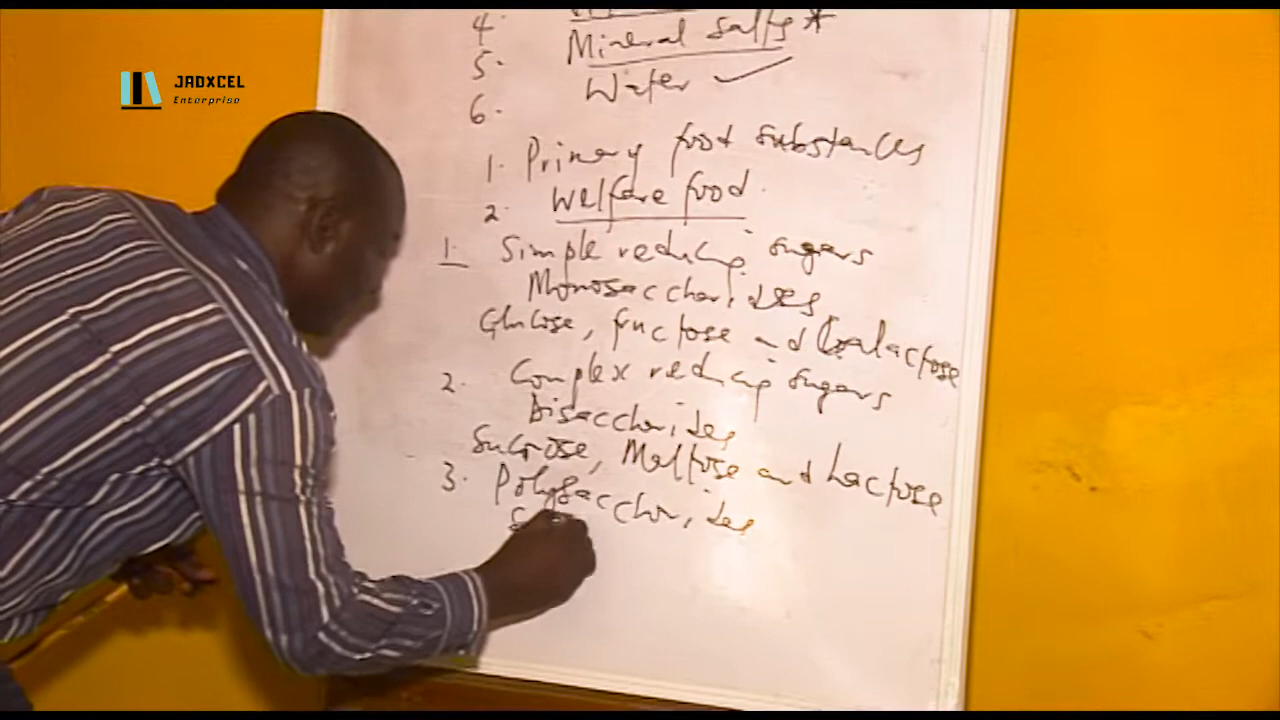 JADXCEL
Enterprise
4.
Mineral Salts *
5.
Water ✓
6.
1. Primary food substances
2. Welfare food.
1. Simple reducing sugars
Monosaccharides
Glucose, fructose and Galactose
2. Complex reducing sugars
Disaccharides
Sucrose, Maltose and Lactose
3. Polysaccharides